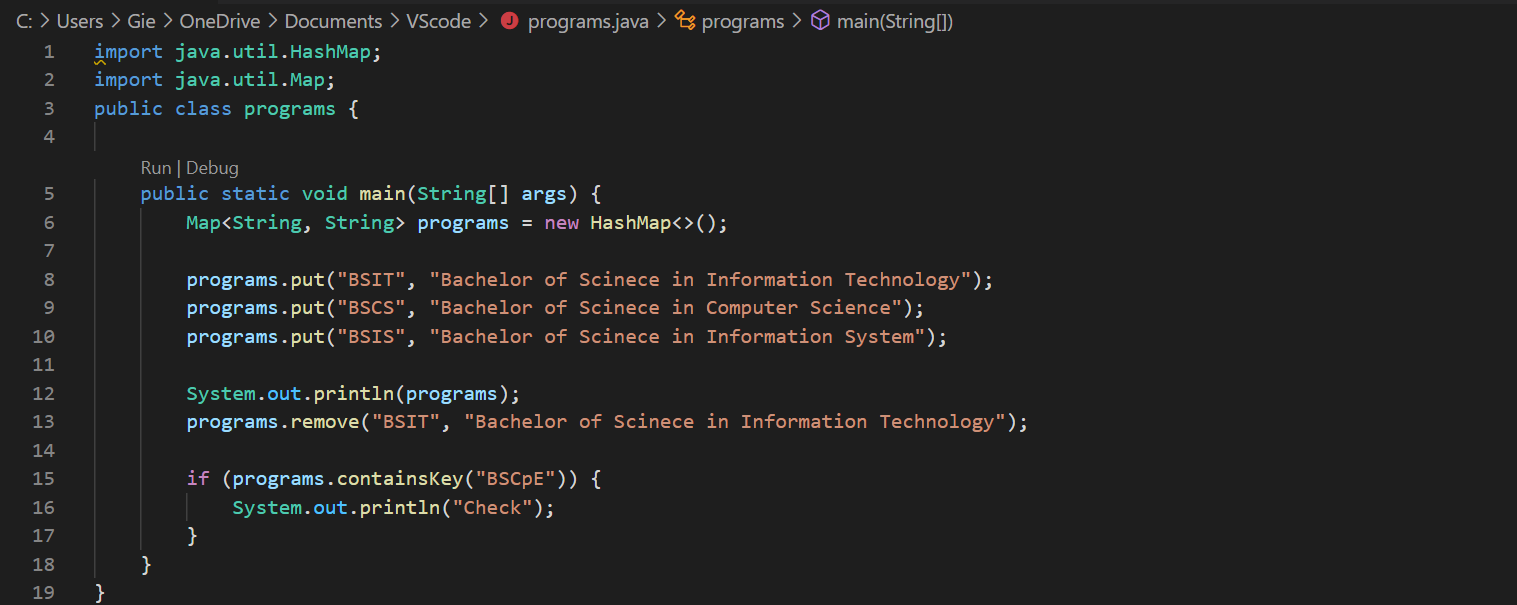 C: > Users > Gie > OneDrive > Documents > VScode > J programs.java > programs > main(String[])
1 import java.util.HashMap;
2 import java.util.Map;
3 public class programs {
4
Run | Debug
5 public static void main(String[] args) {
6 Map<String, String> programs = new HashMap<>();
7
8 programs.put("BSIT", "Bachelor of Scinece in Information Technology");
9 programs.put("BSCS", "Bachelor of Scinece in Computer Science");
10 programs.put("BSIS", "Bachelor of Scinece in Information System");
11
12 System.out.println(programs);
13 programs.remove("BSIT", "Bachelor of Scinece in Information Technology");
14
15 if (programs.containsKey("BSCpE")) {
16 System.out.println("Check");
17 }
18 }
19 }